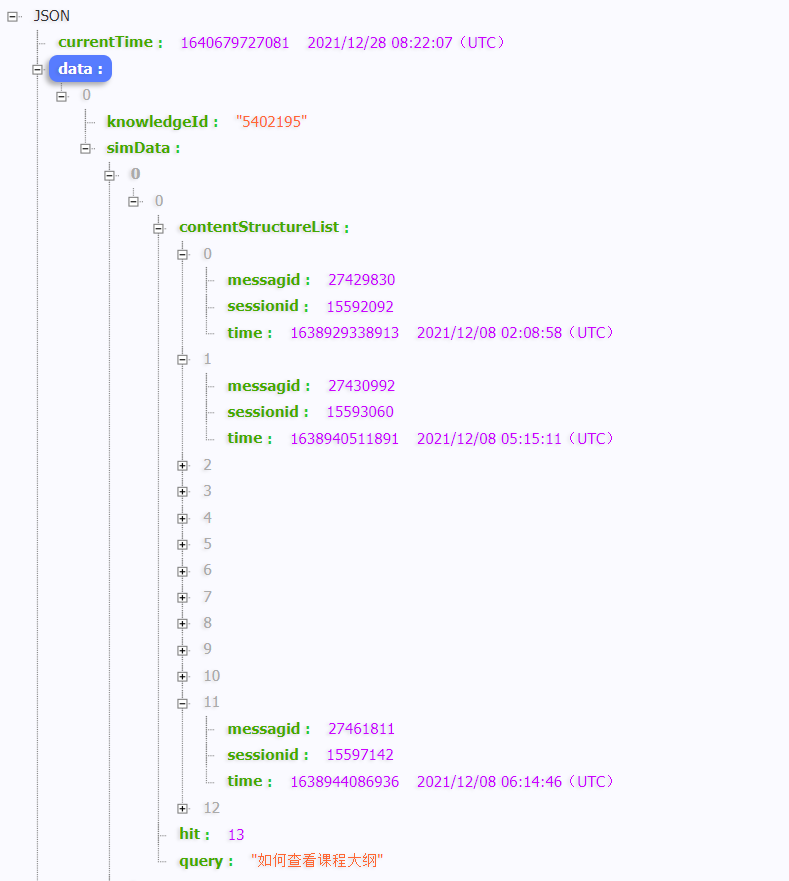 JSON
currentTime : 1640679727081 2021/12/28 08:22:07（UTC）
data :
0
knowledgeId : "5402195"
simData :
0
0
contentStructureList :
0
messagid : 27429830
sessionid : 15592092
time : 1638929338913 2021/12/08 02:08:58（UTC）
1
messagid : 27430992
sessionid : 15593060
time : 1638940511891 2021/12/08 05:15:11（UTC）
2
3
4
5
6
7
8
9
10
11
messagid : 27461811
sessionid : 15597142
time : 1638944086936 2021/12/08 06:14:46（UTC）
12
hit : 13
query : "如何查看课程大纲"